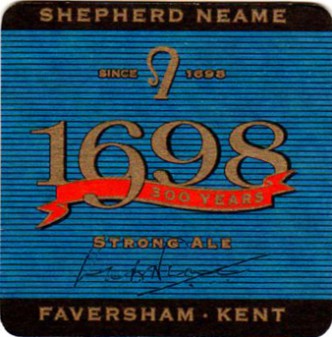 SHEPHERD NEAME
SINCE 1698
1698
300 YEARS
STRONG ALE
FAVERSHAM · KENT